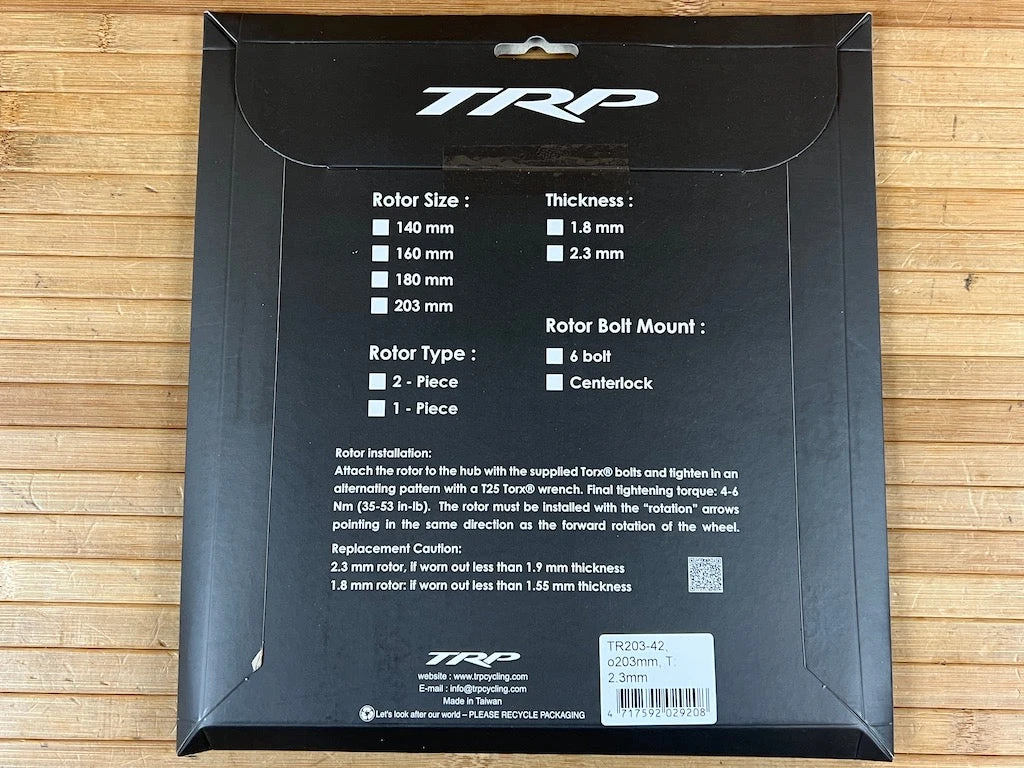 TRP
Rotor Size :
140 mm
160 mm
180 mm
203 mm
Thickness :
1.8 mm
2.3 mm
Rotor Type :
2 - Piece
1 - Piece
Rotor Bolt Mount :
6 bolt
Centerlock
Rotor installation:
Attach the rotor to the hub with the supplied Torx® bolts and tighten in an
alternating pattern with a T25 Torx® wrench. Final tightening torque: 4-6
Nm (35-53 in-lb). The rotor must be installed with the “rotation” arrows
pointing in the same direction as the forward rotation of the wheel.
Replacement Caution:
2.3 mm rotor, if worn out less than 1.9 mm thickness
1.8 mm rotor: if worn out less than 1.55 mm thickness
TRP
website : www.trpcycling.com
E-mail : info@trpcycling.com
Made in Taiwan
Let's look after our world – PLEASE RECYCLE PACKAGING
TR203-42,
o203mm, T:
2.3mm
4 717592 029208